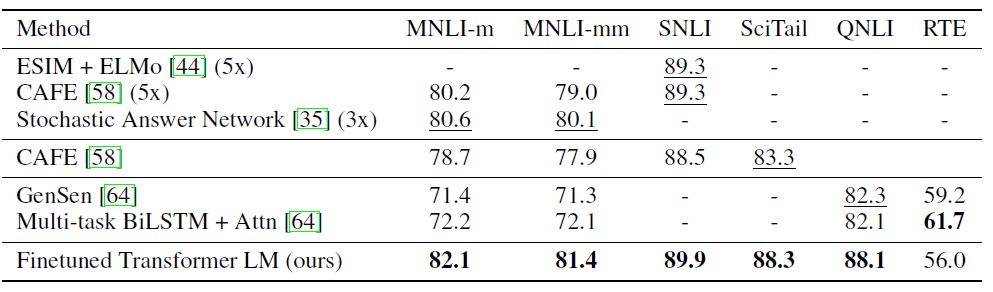 Method MNLI-m MNLI-mm SNLI SciTail QNLI RTE
ESIM + ELMo [44] (5x) - - 89.3 - - -
CAFE [58] (5x) 80.2 79.0 89.3 - - -
Stochastic Answer Network [35] (3x) 80.6 80.1 - - - -
CAFE [58] 78.7 77.9 88.5 83.3
GenSen [64] 71.4 71.3 - - 82.3 59.2
Multi-task BiLSTM + Attn [64] 72.2 72.1 - - 82.1 61.7
Finetuned Transformer LM (ours) 82.1 81.4 89.9 88.3 88.1 56.0